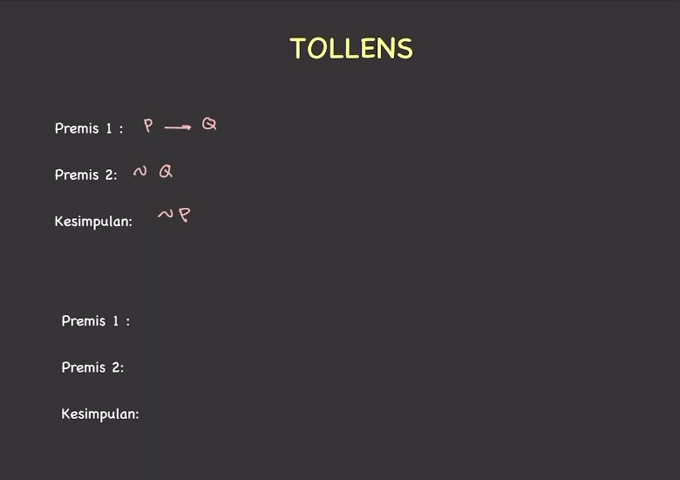 TOLLENS
Premis 1 : P → Q
Premis 2: ~ Q
Kesimpulan: ~P
Premis 1 :
Premis 2:
Kesimpulan: